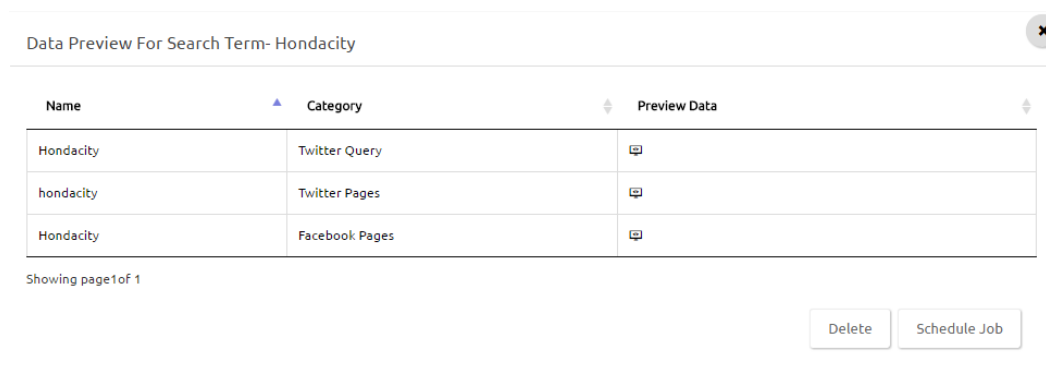 Data Preview For Search Term- Hondacity
Name Category Preview Data
Hondacity Twitter Query
hondacity Twitter Pages
Hondacity Facebook Pages
Showing page1of 1
Delete Schedule Job